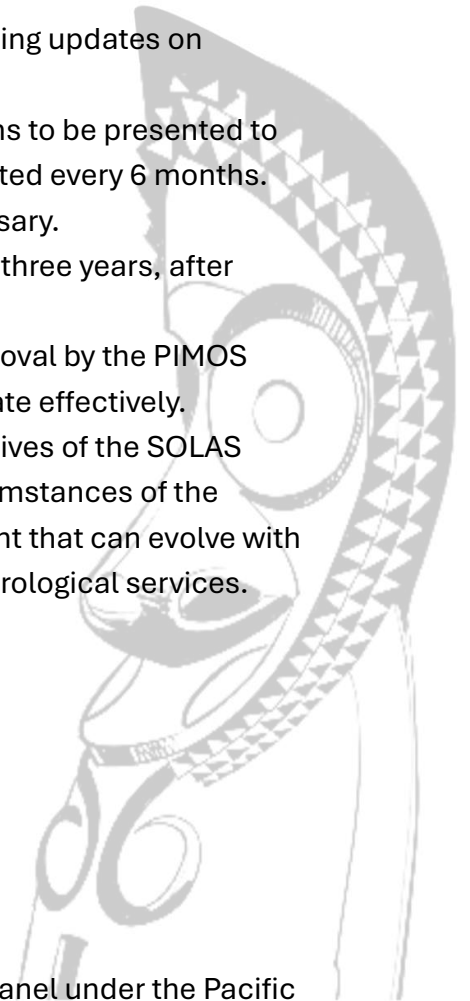 ing updates on
ns to be presented to
ted every 6 months.
sary.
three years, after
oval by the PIMOS
ate effectively.
ives of the SOLAS
mstances of the
nt that can evolve with
rological services.
anel under the Pacific